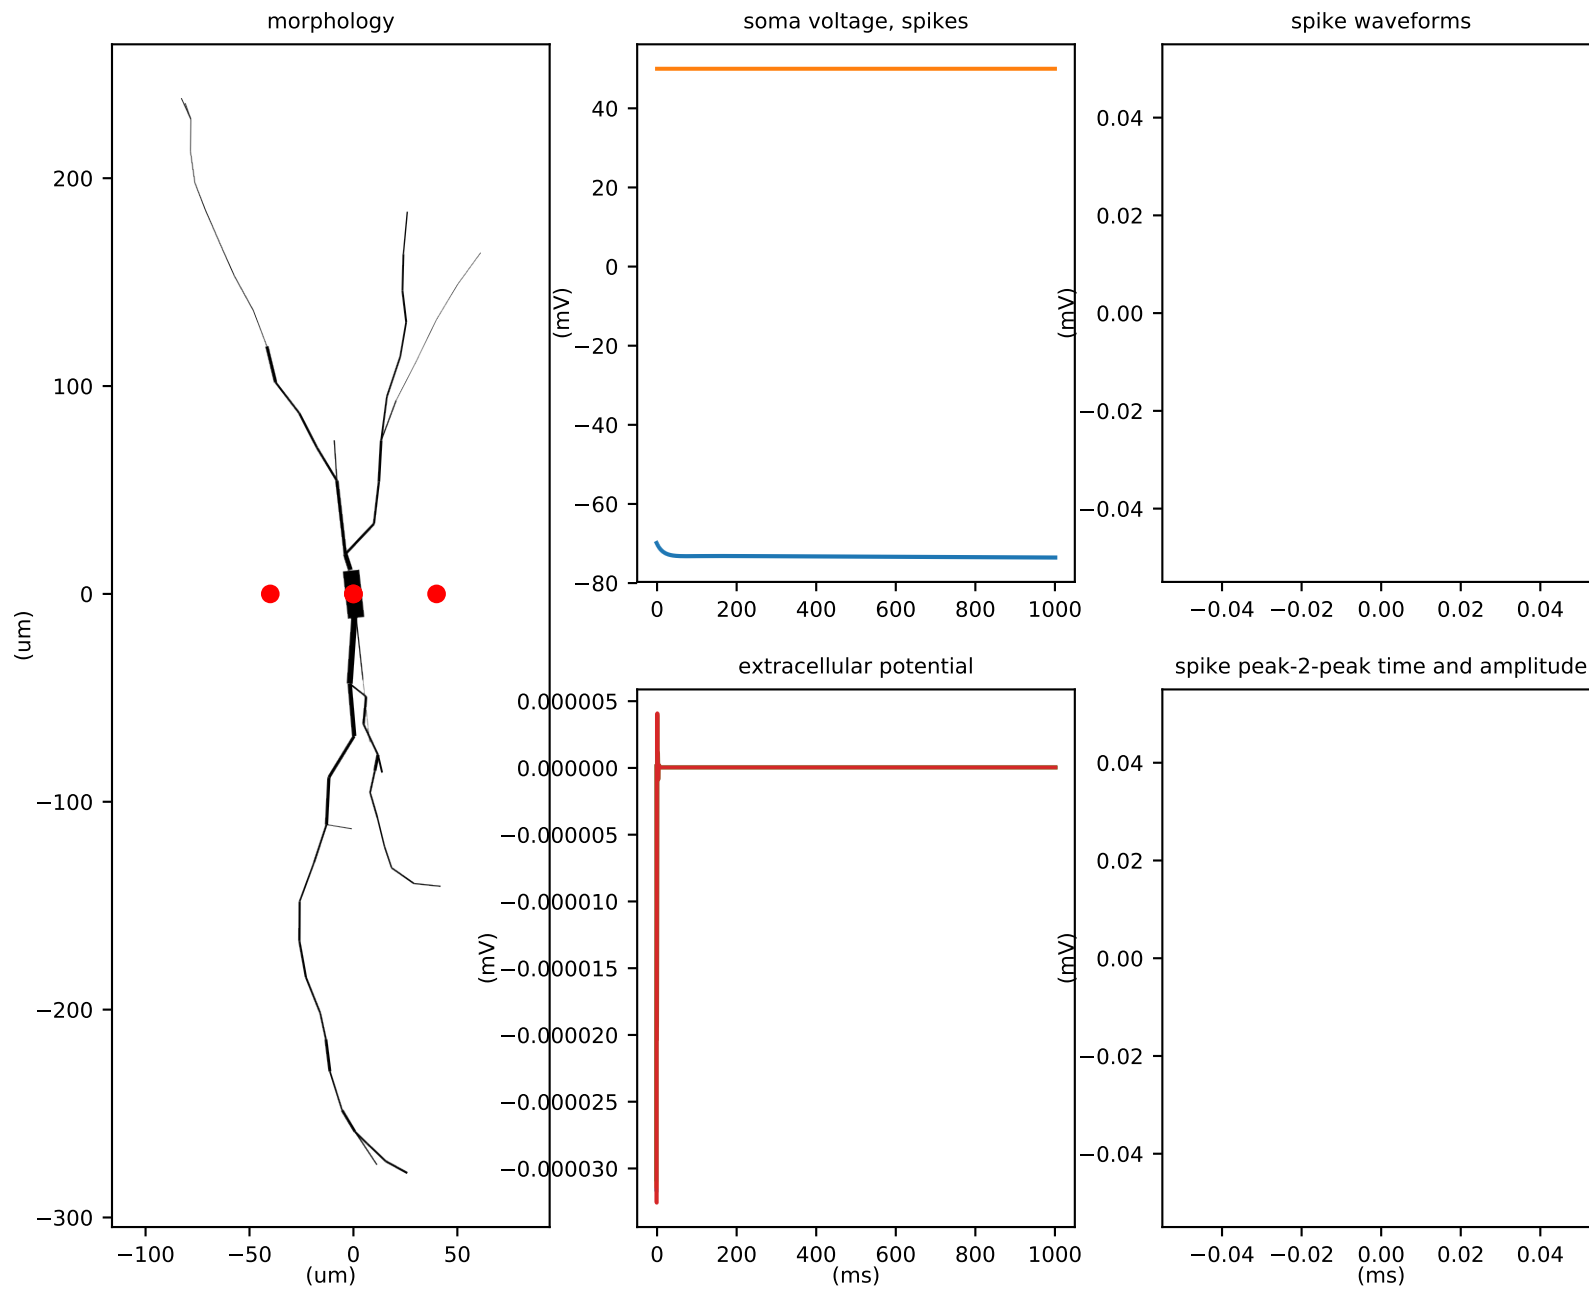 morphology
200
100
0
−100
−200
−300
(um)
−100 −50 0 50
(um)
soma voltage, spikes
40
20
0
−20
−40
−60
−80
(mV)
0 200 400 600 800 1000
spike waveforms
0.04
0.02
0.00
−0.02
−0.04
(mV)
−0.04 −0.02 0.00 0.02 0.04
extracellular potential
0.000005
0.000000
−0.000005
−0.000010
−0.000015
−0.000020
−0.000025
−0.000030
(mV)
0 200 400 600 800 1000
(ms)
spike peak-2-peak time and amplitude
0.04
0.02
0.00
−0.02
−0.04
(mV)
−0.04 −0.02 0.00 0.02 0.04
(ms)